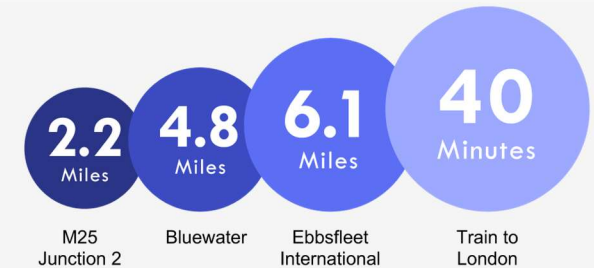 2.2
Miles
4.8
Miles
6.1
Miles
40
Minutes
M25
Junction 2
Bluewater
Ebbsfleet
International
Train to
London